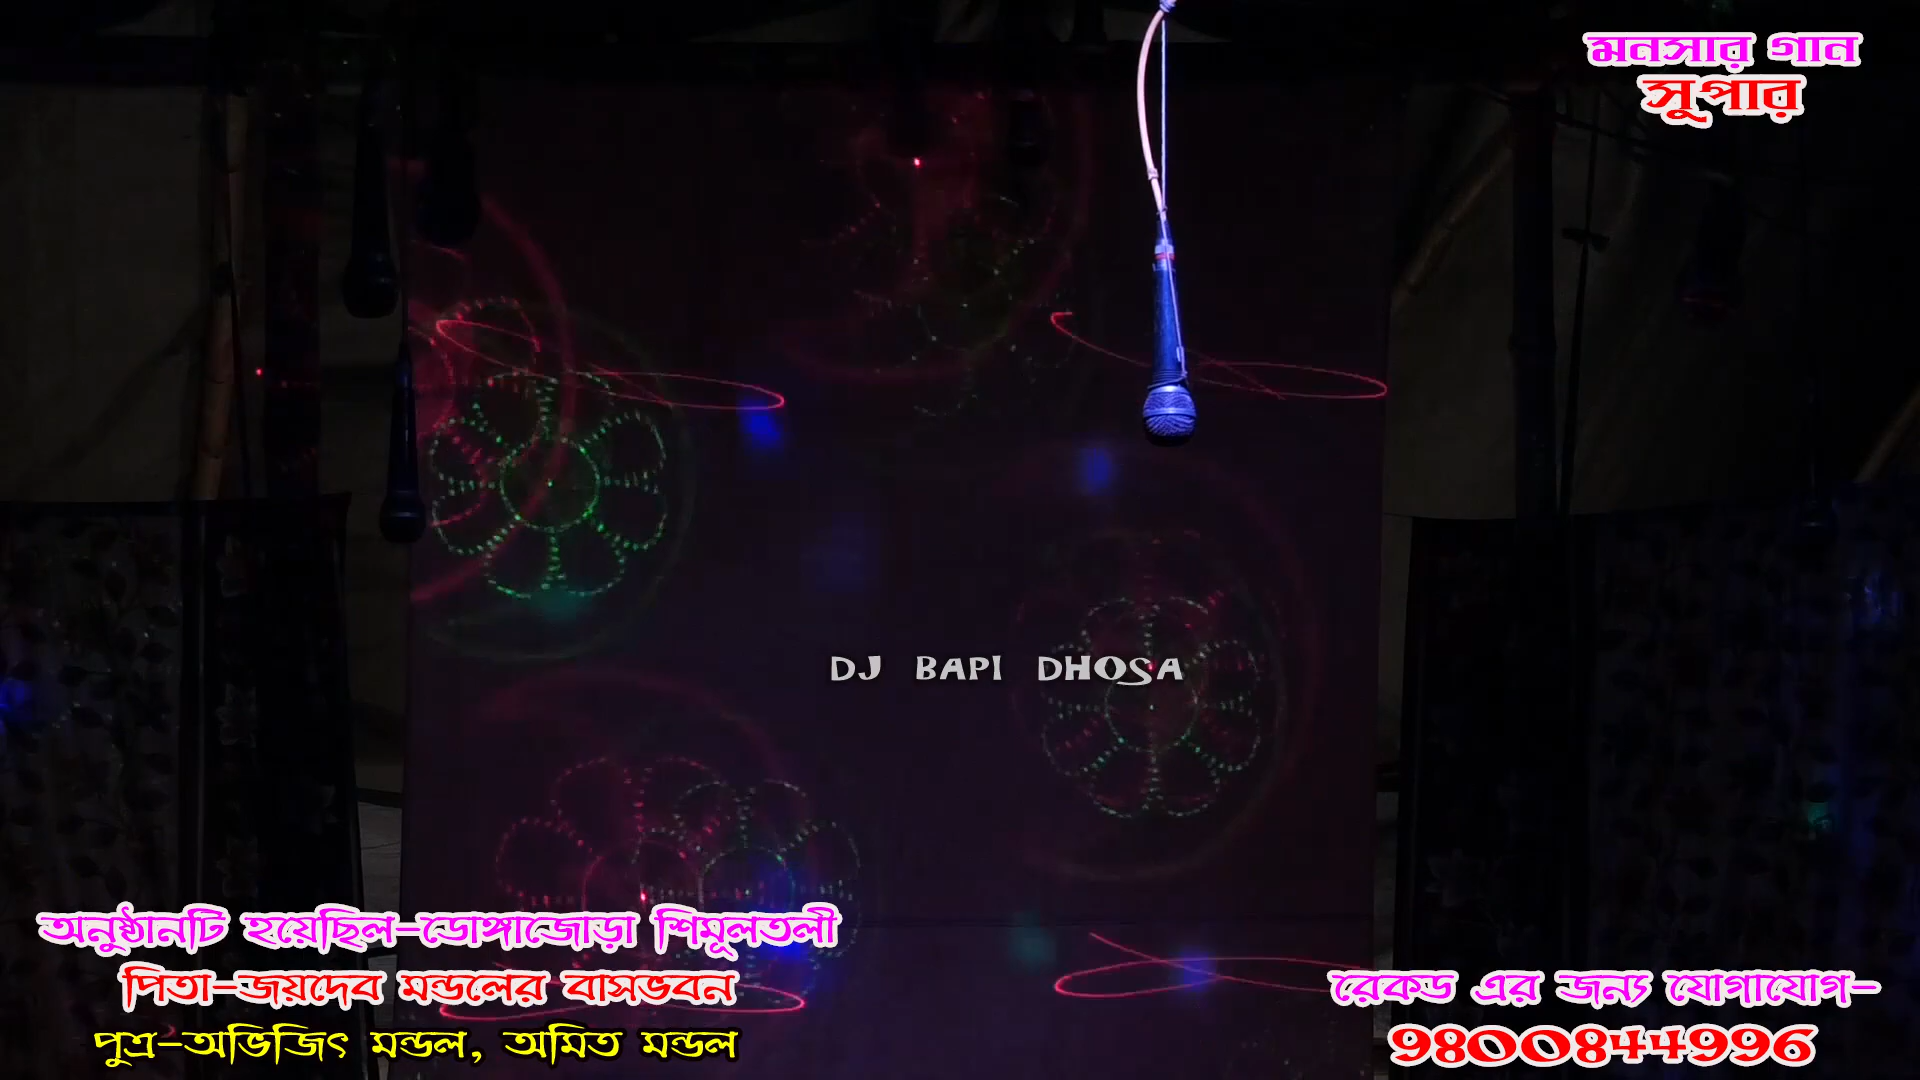 মনসার গান
সুপার
DJ BAPI DHOSA
অনুষ্ঠানটি হয়েছিল-ডোঙ্গাজোড়া শিমূলতলী
পিতা-জয়দেব মন্ডলের বাসভবন
পুত্র-অভিজিৎ মন্ডল, অমিত মন্ডল
রেকড এর জন্য যোগাযোগ-
9800844996